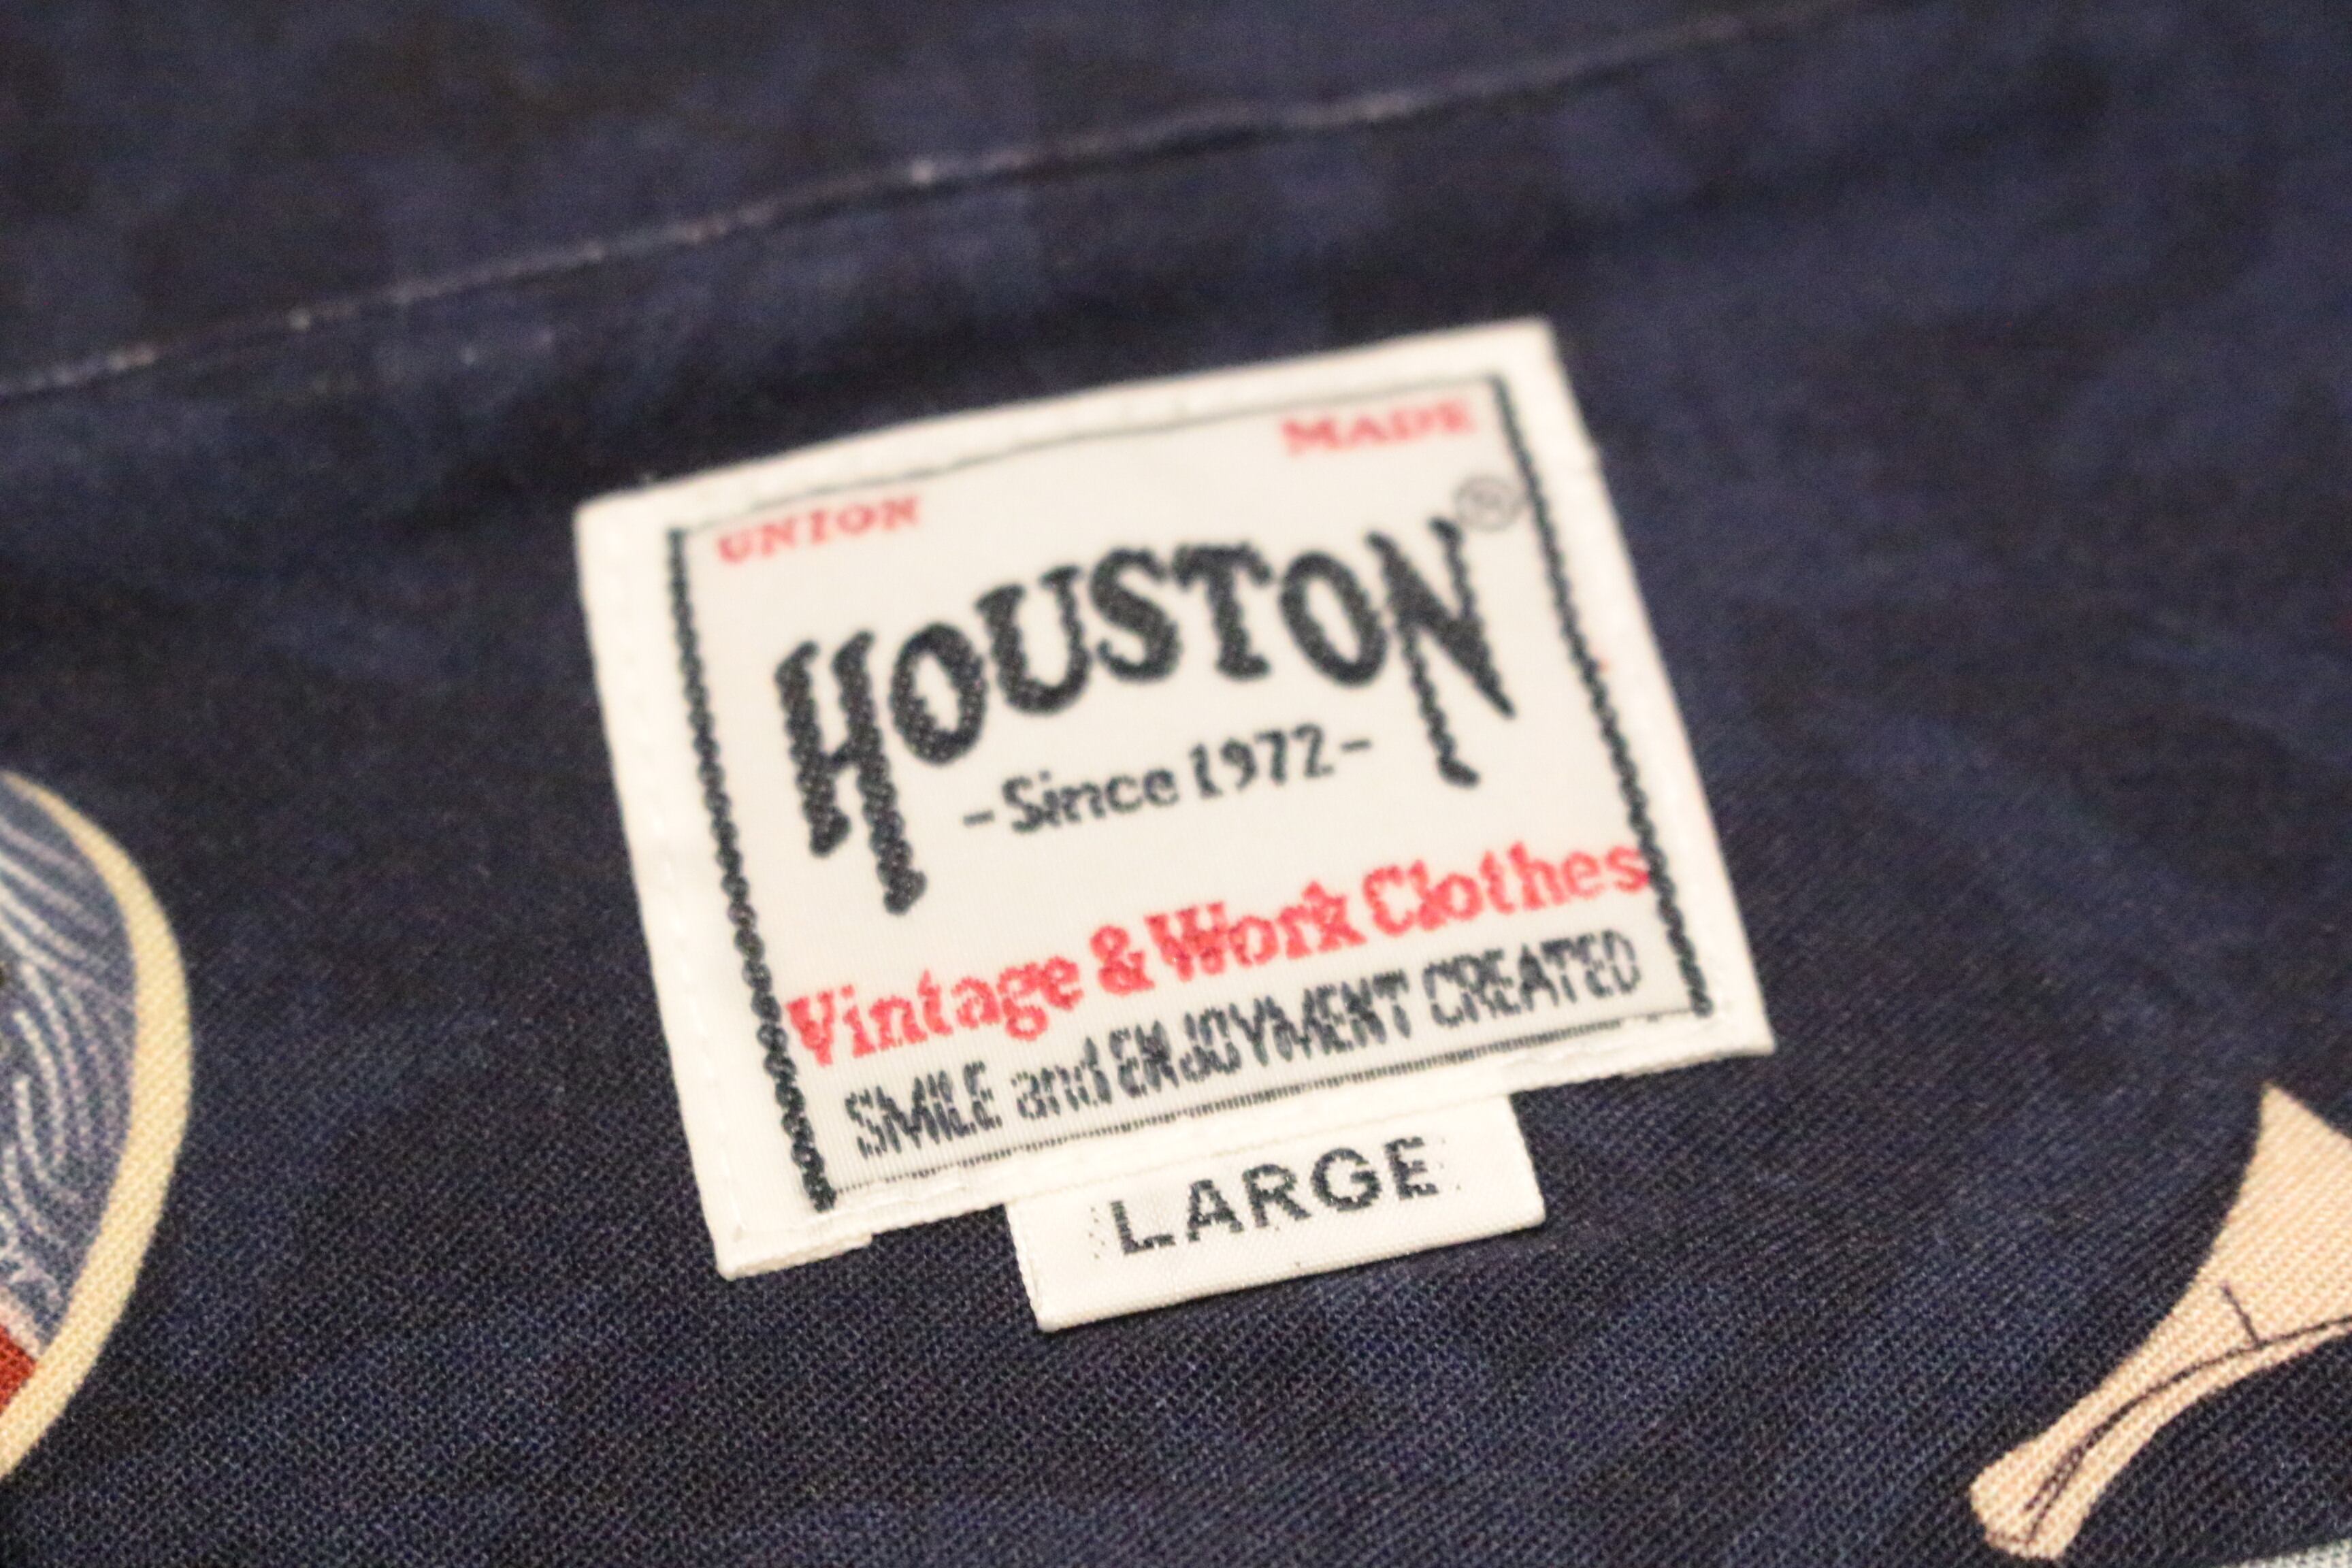 UNION MADE
HOUSTON®
-Since 1972-
Vintage & Work Clothes
SMILE and ENJOYMENT CREATED
LARGE